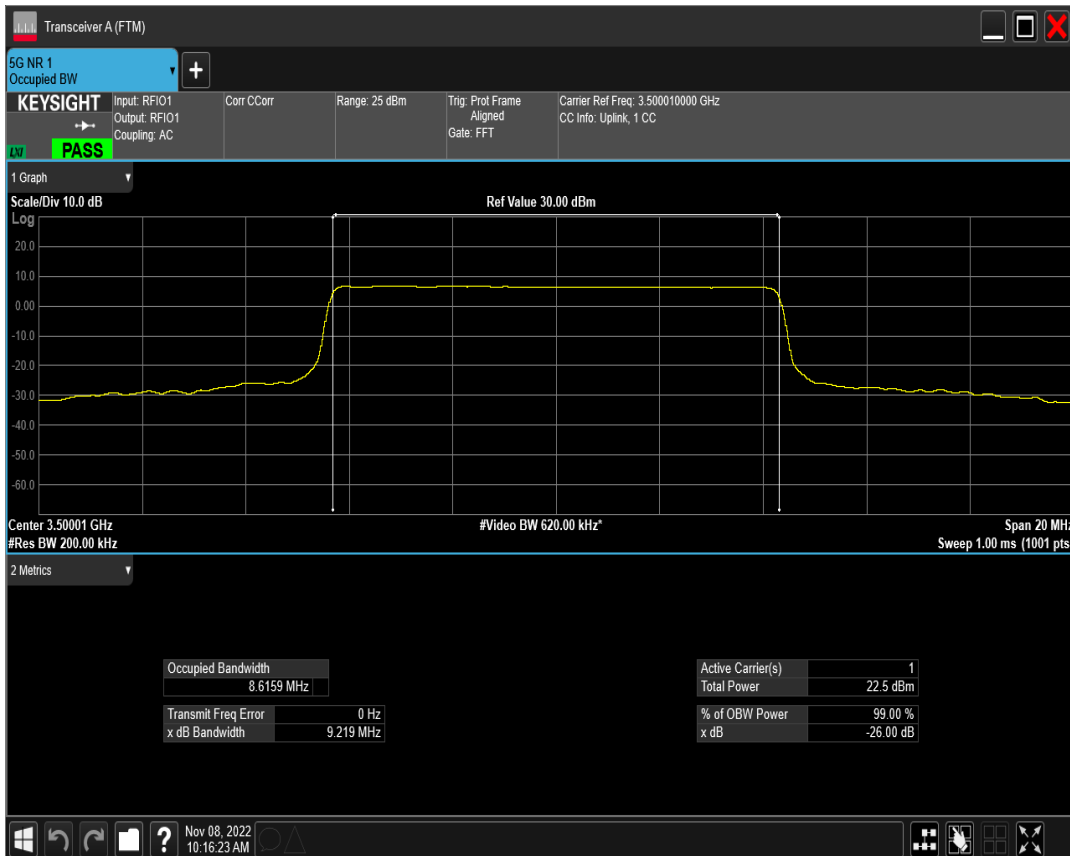 Transceiver A (FTM)
5G NR 1
Occupied BW
+
KEYSIGHT
LXI
PASS
Input: RFIO1
Output: RFIO1
Coupling: AC
Corr CCorr
Range: 25 dBm
Trig: Prot Frame
Aligned
Gate: FFT
Carrier Ref Freq: 3.500010000 GHz
CC Info: Uplink, 1 CC
1 Graph
Scale/Div 10.0 dB
Ref Value 30.00 dBm
Log
20.0
10.0
0.00
-10.0
-20.0
-30.0
-40.0
-50.0
-60.0
Center 3.50001 GHz
#Video BW 620.00 kHz*
Span 20 MHz
#Res BW 200.00 kHz
Sweep 1.00 ms (1001 pts
2 Metrics
Occupied Bandwidth
8.6159 MHz
Transmit Freq Error 0 Hz
x dB Bandwidth 9.219 MHz
Active Carrier(s) 1
Total Power 22.5 dBm
% of OBW Power 99.00 %
x dB -26.00 dB
?
Nov 08, 2022
10:16:23 AM